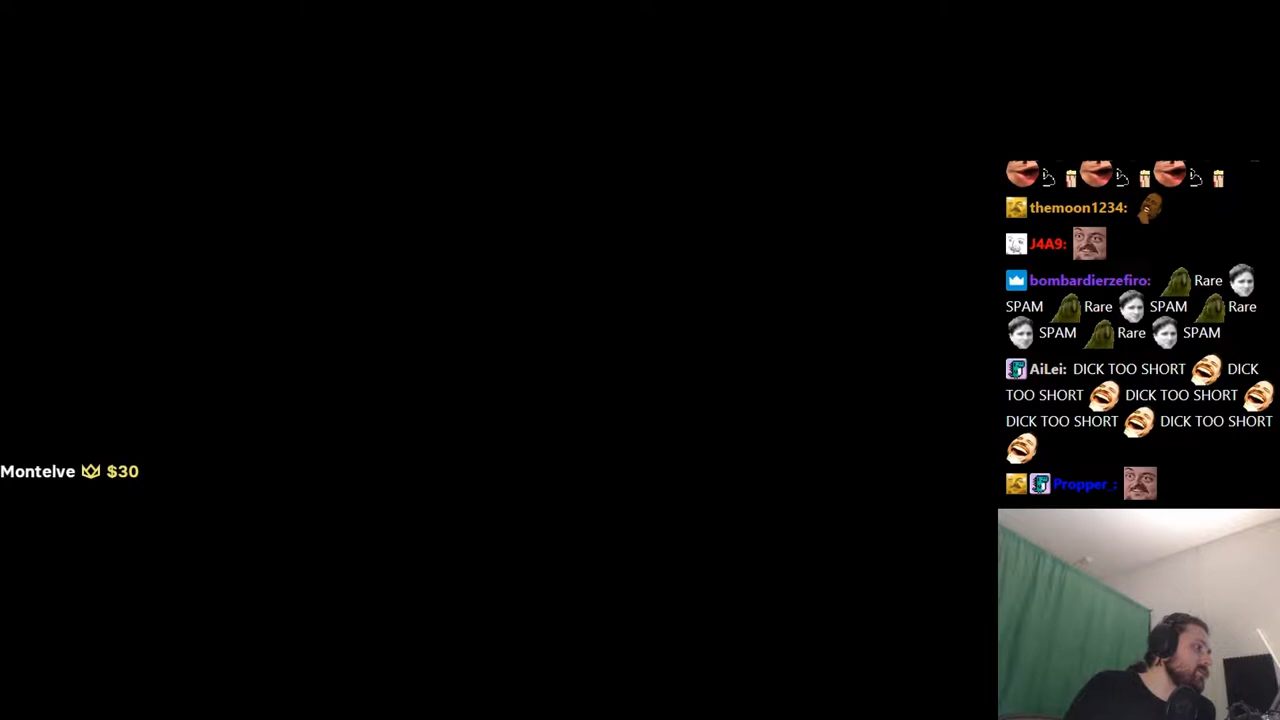 themoon1234:
J4A9:
bombardierzefiro: Rare
SPAM Rare SPAM Rare
SPAM Rare SPAM
AiLei: DICK TOO SHORT DICK
TOO SHORT DICK TOO SHORT
DICK TOO SHORT DICK TOO SHORT
Montelve $30
Propper_: